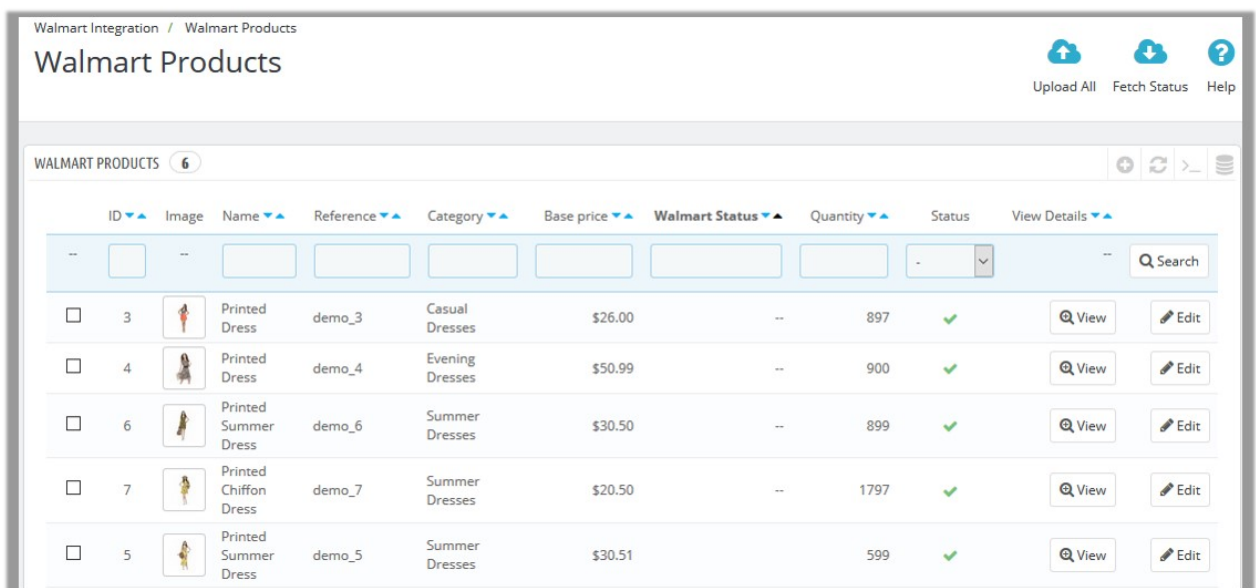 Walmart Integration / Walmart Products
Walmart Products
Upload All Fetch Status Help
WALMART PRODUCTS 6
ID Image Name Reference Category Base price Walmart Status Quantity Status View Details
-- -- - -- Search
3 Printed Dress demo_3 Casual Dresses $26.00 -- 897 View Edit
4 Printed Dress demo_4 Evening Dresses $50.99 -- 900 View Edit
6 Printed Summer Dress demo_6 Summer Dresses $30.50 -- 899 View Edit
7 Printed Chiffon Dress demo_7 Summer Dresses $20.50 -- 1797 View Edit
5 Printed Summer Dress demo_5 Summer Dresses $30.51 599 View Edit